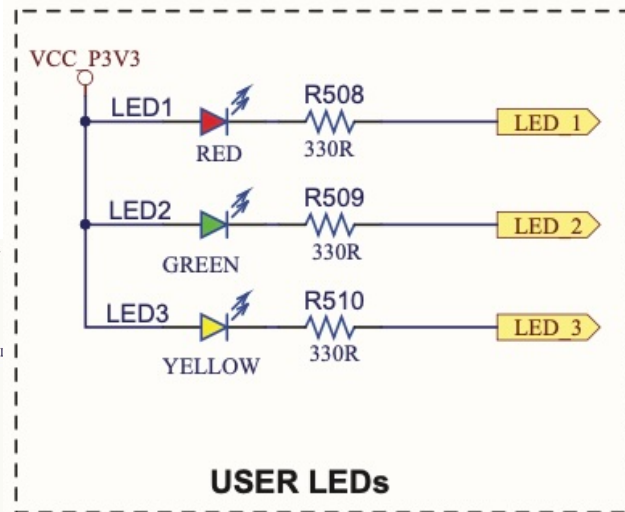 VCC_P3V3
LED1
RED
R508
330R
LED_1
LED2
GREEN
R509
330R
LED_2
LED3
YELLOW
R510
330R
LED_3
USER LEDs